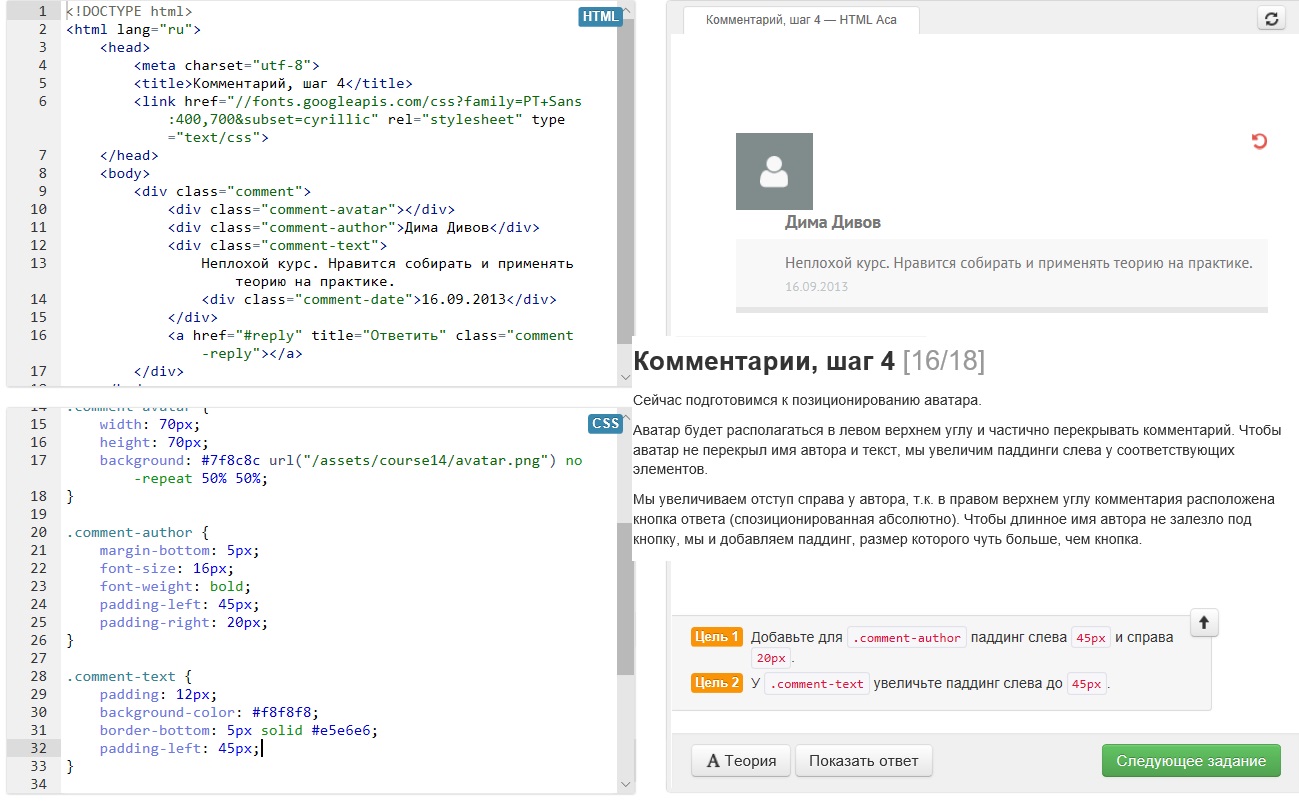 1 <!DOCTYPE html>
HTML
2 <html lang="ru">
3 <head>
4 <meta charset="utf-8">
5 <title>Комментарий, шаг 4</title>
6 <link href="//fonts.googleapis.com/css?family=PT+Sans
:400,700&subset=cyrillic" rel="stylesheet" type
="text/css">
7 </head>
8 <body>
9 <div class="comment">
10 <div class="comment-avatar"></div>
11 <div class="comment-author">Дима Дивов</div>
12 <div class="comment-text">
13 Неплохой курс. Нравится собирать и применять
теорию на практике.
14 <div class="comment-date">16.09.2013</div>
15 </div>
16 <a href="#reply" title="Ответить" class="comment
-reply"></a>
17 </div>
14 .comment-avatar {
CSS
15 width: 70px;
16 height: 70px;
17 background: #7f8c8c url("/assets/course14/avatar.png") no
-repeat 50% 50%;
18 }
19
20 .comment-author {
21 margin-bottom: 5px;
22 font-size: 16px;
23 font-weight: bold;
24 padding-left: 45px;
25 padding-right: 20px;
26 }
27
28 .comment-text {
29 padding: 12px;
30 background-color: #f8f8f8;
31 border-bottom: 5px solid #e5e6e6;
32 padding-left: 45px;
33 }
34
Комментарий, шаг 4 — HTML Aca
Дима Дивов
Неплохой курс. Нравится собирать и применять теорию на практике.
16.09.2013
Комментарии, шаг 4 [16/18]
Сейчас подготовимся к позиционированию аватара.
Аватар будет располагаться в левом верхнем углу и частично перекрывать комментарий. Чтобы
аватар не перекрыл имя автора и текст, мы увеличим паддинги слева у соответствующих
элементов.
Мы увеличиваем отступ справа у автора, т.к. в правом верхнем углу комментария расположена
кнопка ответа (спозиционированная абсолютно). Чтобы длинное имя автора не залезло под
кнопку, мы и добавляем паддинг, размер которого чуть больше, чем кнопка.
Цель 1 Добавьте для .comment-author паддинг слева 45px и справа
20px.
Цель 2 У .comment-text увеличьте паддинг слева до 45px.
A Теория
Показать ответ
Следующее задание